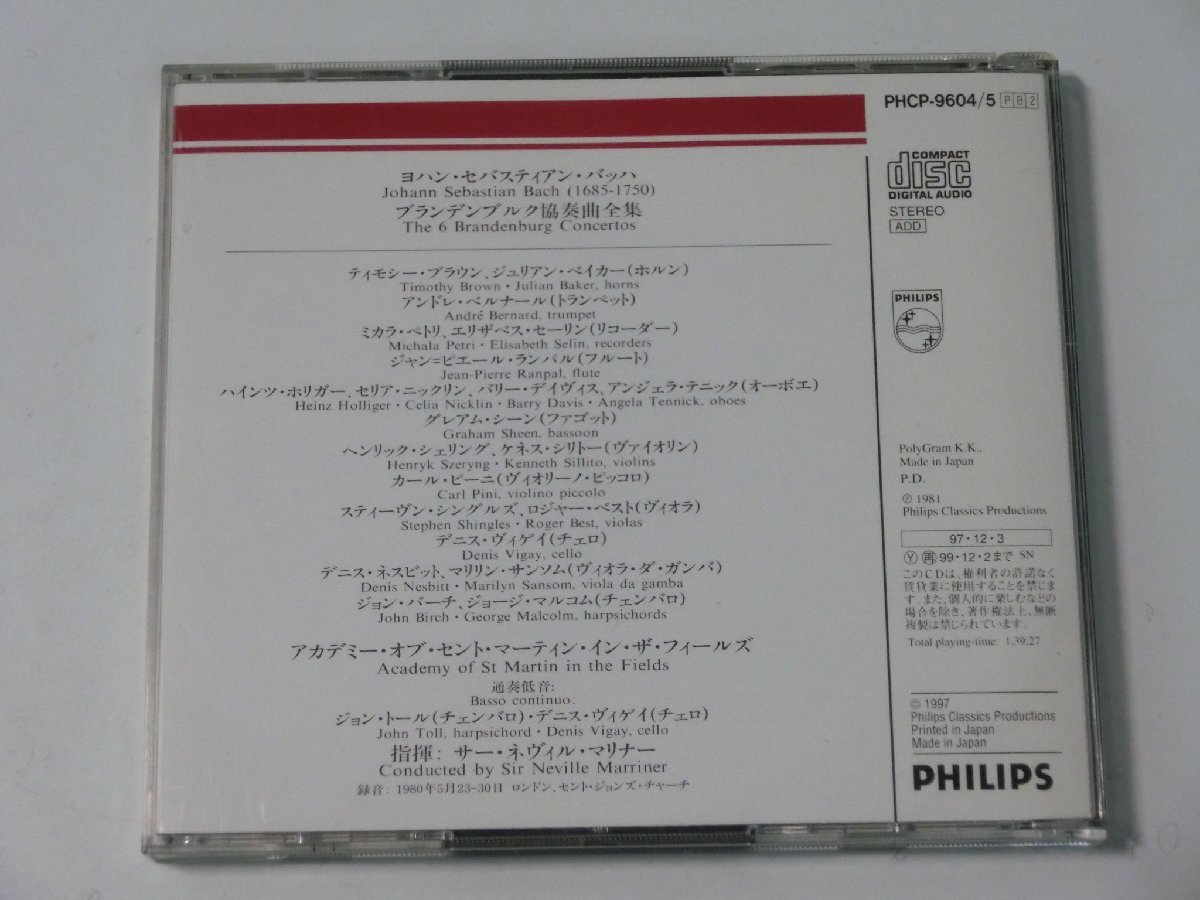 ヨハン・セバスティアン・バッハ
Johann Sebastian Bach (1685-1750)
ブランデンブルク協奏曲全集
The 6 Brandenburg Concertos
ティモシー・ブラウン、ジュリアン・ベイカー(ホルン)
Timothy Brown・Julian Baker, horns
アンドレ・ベルナール(トランペット)
André Bernard, trumpet
ミカラ・ペトリ、エリザベス・セーリン(リコーダー)
Michala Petri・Elisabeth Selin, recorders
ジャン=ピエール・ランパル(フルート)
Jean-Pierre Ranpal, flute
ハインツ・ホリガー、セリア・ニックリン、バリー・デイヴィス、アンジェラ・テニック(オーボエ)
Heinz Holliger・Celia Nicklin・Barry Davis・Angela Tennick, oboes
グレアム・シーン(ファゴット)
Graham Sheen, bassoon
ヘンリック・シェリング、ケネス・シリトー(ヴァイオリン)
Henryk Szeryng・Kenneth Sillito, violins
カール・ピーニ(ヴィオリーノ・ピッコロ)
Carl Pini, violino piccolo
スティーヴン・シングルズ、ロジャー・ベスト(ヴィオラ)
Stephen Shingles・Roger Best, violas
デニス・ヴィゲイ(チェロ)
Denis Vigay, cello
デニス・ネスビット、マリリン・サンソム(ヴィオラ・ダ・ガンバ)
Denis Nesbitt・Marilyn Sansom, viola da gamba
ジョン・バーチ、ジョージ・マルコム(チェンバロ)
John Birch・George Malcolm, harpsichords
アカデミー・オブ・セント・マーティン・イン・ザ・フィールズ
Academy of St Martin in the Fields
通奏低音:
Basso continuo:
ジョン・トール(チェンバロ)・デニス・ヴィゲイ(チェロ)
John Toll, harpsichord・Denis Vigay, cello
指揮: サー・ネヴィル・マリナー
Conducted by Sir Neville Marriner
録音: 1980年5月23-30日 ロンドン、セント・ジョンズ・チャーチ
PHCP-9604/5 PB2
COMPACT
disc
DIGITAL AUDIO
STEREO
ADD
PHILIPS
PolyGram K.K.,
Made in Japan
P.D.
℗ 1981
Philips Classics Productions
97・12・3
Ⓨ 再 99・12・2まで SN
このCDは、権利者の許諾なく
賃貸業に使用することを禁じま
す。また、個人的に楽しむなどの
場合を除き、著作権法上、無断
複製は禁じられています。
Total playing-time: 1.39.27
© 1997
Philips Classics Productions
Printed in Japan
Made in Japan
PHILIPS